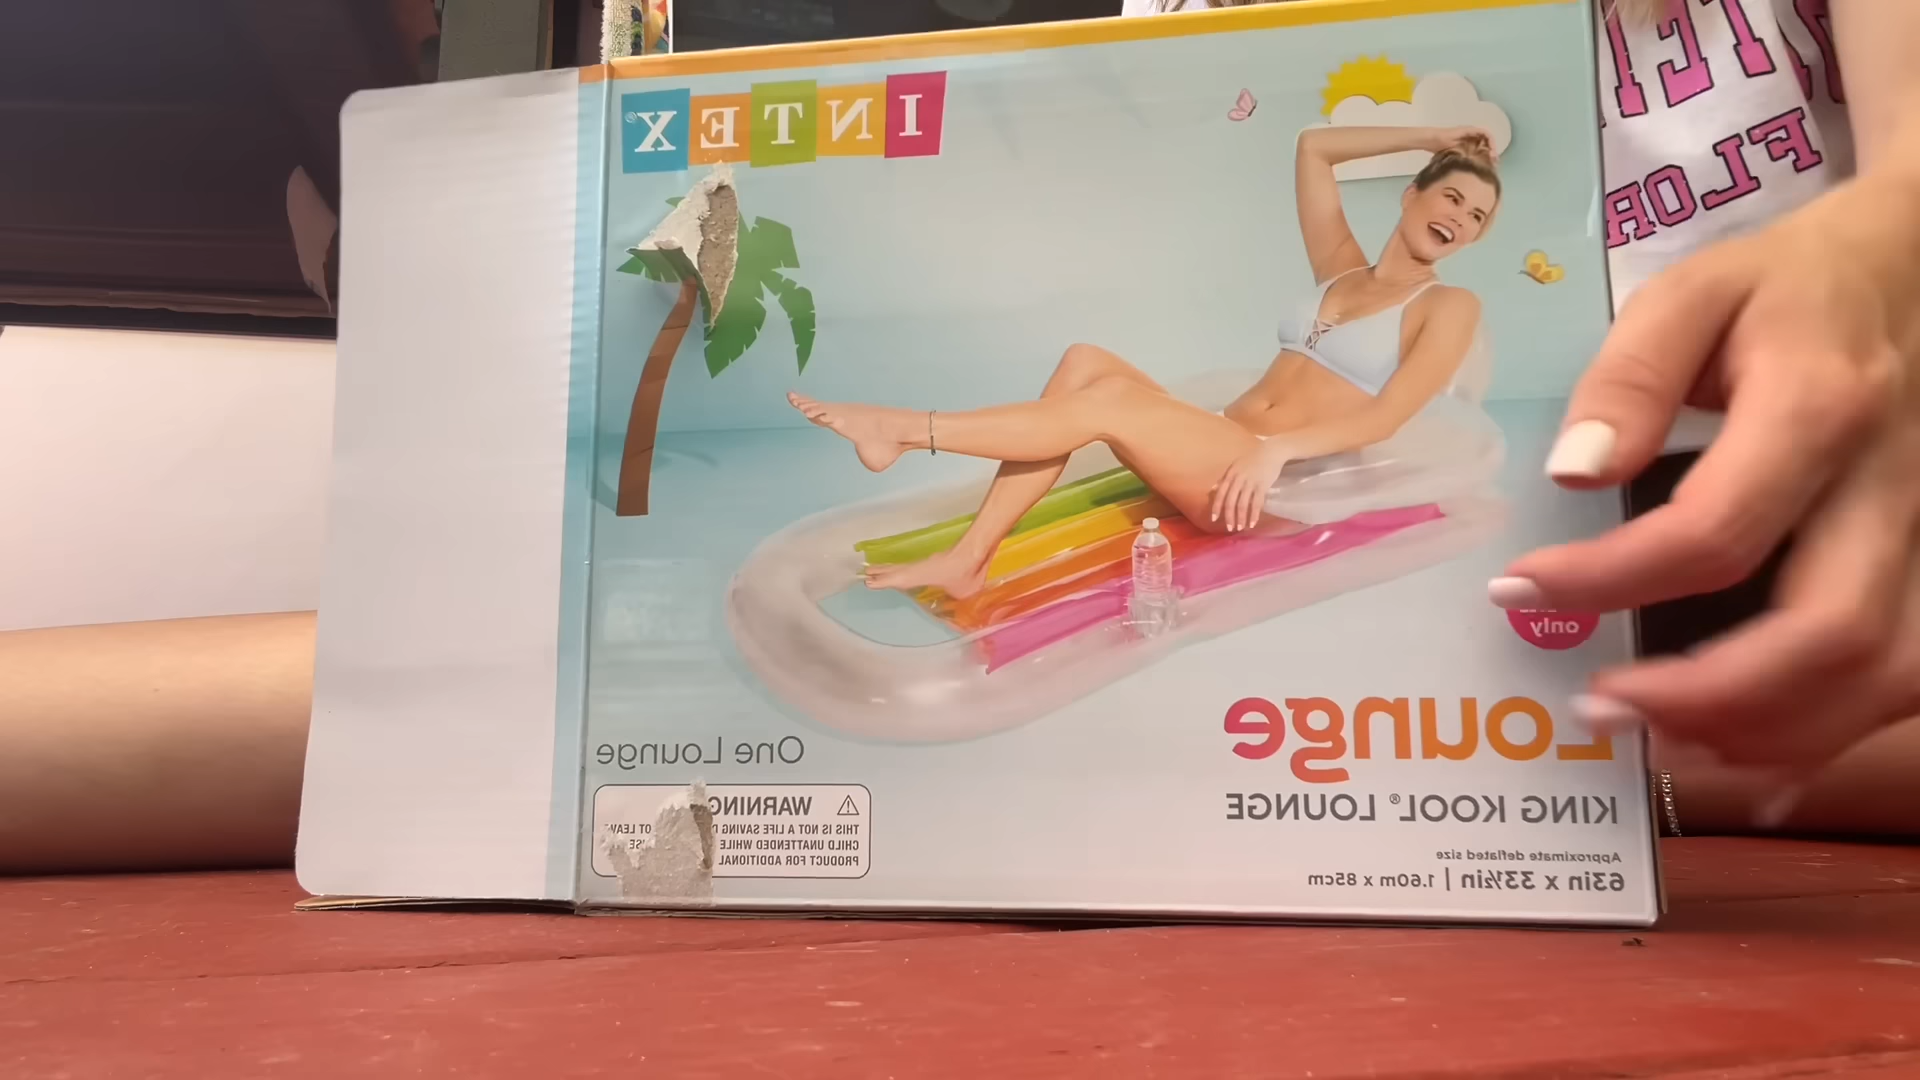 INTEX®
FLOR
only
Lounge
KING KOOL® LOUNGE
Approximate deflated size
63in x 33½in | 1.60m x 85cm
One Lounge
WARNING
THIS IS NOT A LIFE SAVING
CHILD UNATTENDED WHILE
PRODUCT FOR ADDITIONAL